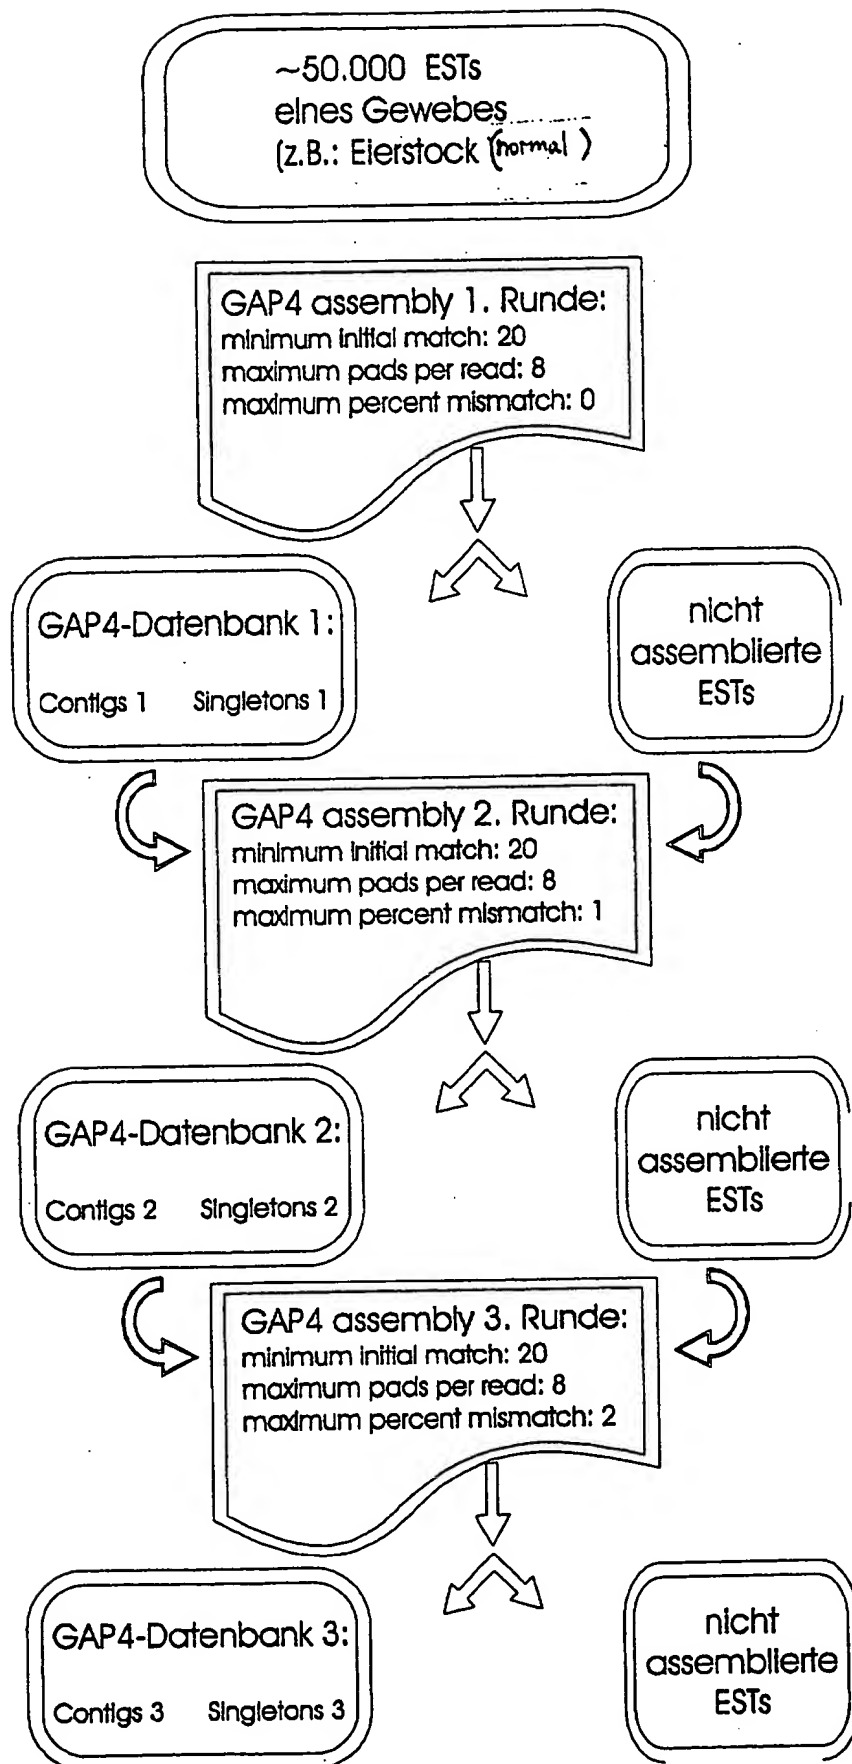 ~50.000 ESTs
eines Gewebes
(z.B.: Eierstock (normal)
GAP4 assembly 1. Runde:
minimum initial match: 20
maximum pads per read: 8
maximum percent mismatch: 0
GAP4-Datenbank 1:
Contigs 1 Singletons 1
nicht
assemblierte
ESTs
GAP4 assembly 2. Runde:
minimum initial match: 20
maximum pads per read: 8
maximum percent mismatch: 1
GAP4-Datenbank 2:
Contigs 2 Singletons 2
nicht
assemblierte
ESTs
GAP4 assembly 3. Runde:
minimum initial match: 20
maximum pads per read: 8
maximum percent mismatch: 2
GAP4-Datenbank 3:
Contigs 3 Singletons 3
nicht
assemblierte
ESTs